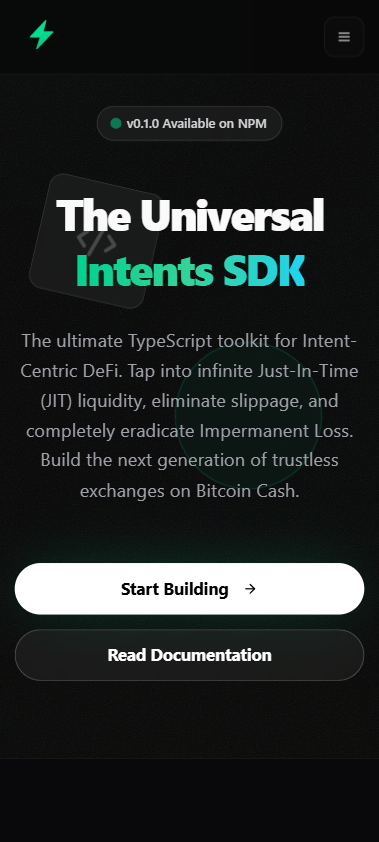 v0.1.0 Available on NPM
The Universal
Intents SDK
The ultimate TypeScript toolkit for Intent-
Centric DeFi. Tap into infinite Just-In-Time
(JIT) liquidity, eliminate slippage, and
completely eradicate Impermanent Loss.
Build the next generation of trustless
exchanges on Bitcoin Cash.
Start Building →
Read Documentation